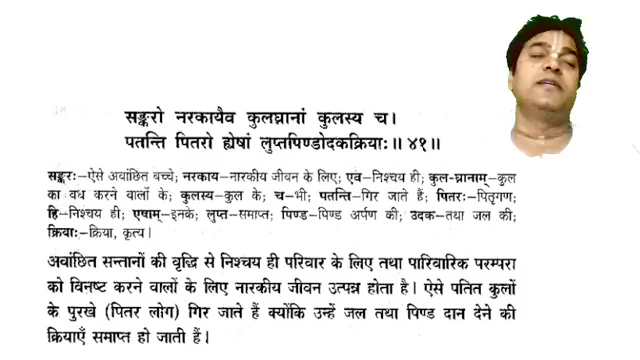 सङ्करो नरकायैव कुलघ्नानां कुलस्य च।
पतन्ति पितरो ह्येषां लुप्तपिण्डोदकक्रियाः॥ ४१॥
सङ्करः–ऐसे अवांछित बच्चे; नरकाय–नारकीय जीवन के लिए; एव–निश्चय ही; कुल-घ्नानाम्–कुल
का वध करने वालों के; कुलस्य–कुल के; च–भी; पतन्ति–गिर जाते हैं; पितरः–पितृगण;
हि–निश्चय ही; एषाम्–इनके; लुप्त–समाप्त; पिण्ड–पिण्ड अर्पण की; उदक–तथा जल की;
क्रियाः–क्रिया, कृत्य।
अवांछित सन्तानों की वृद्धि से निश्चय ही परिवार के लिए तथा पारिवारिक परम्परा
को विनष्ट करने वालों के लिए नारकीय जीवन उत्पन्न होता है। ऐसे पतित कुलों
के पुरखे (पितर लोग) गिर जाते हैं क्योंकि उन्हें जल तथा पिण्ड दान देने की
क्रियाएँ समाप्त हो जाती हैं।